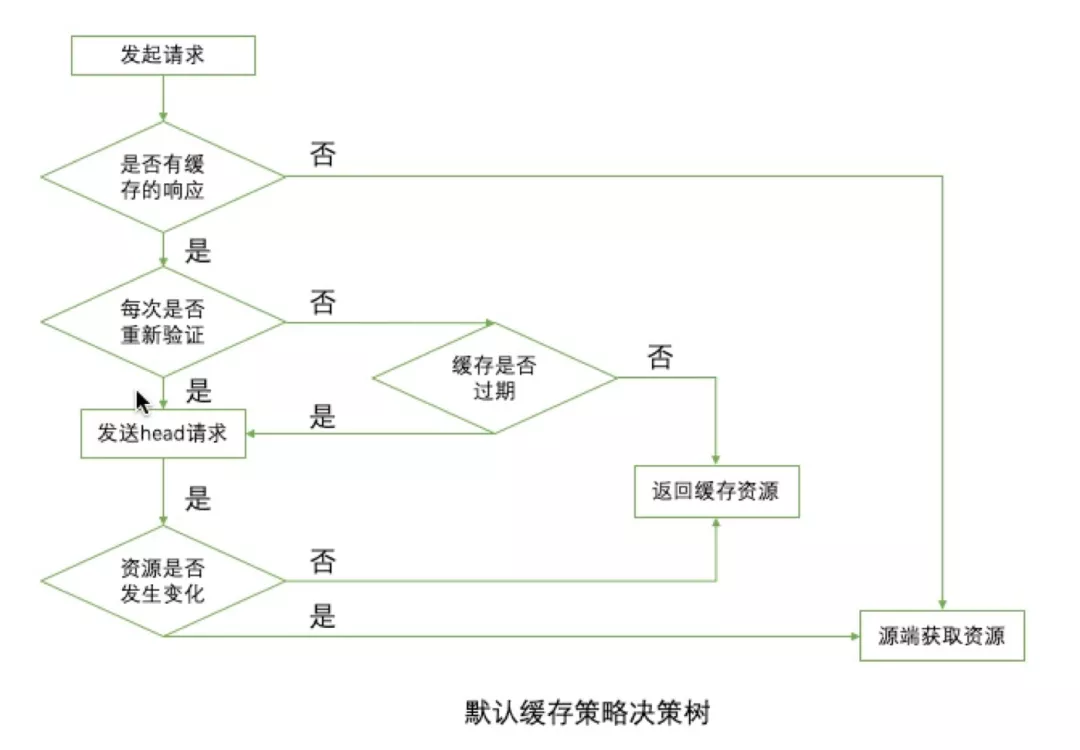 发起请求
是否有缓
存的响应
否
是
每次是否
重新验证
否
缓存是否
过期
否
是
是
发送head请求
返回缓存资源
是
资源是否
发生变化
否
是
源端获取资源
默认缓存策略决策树